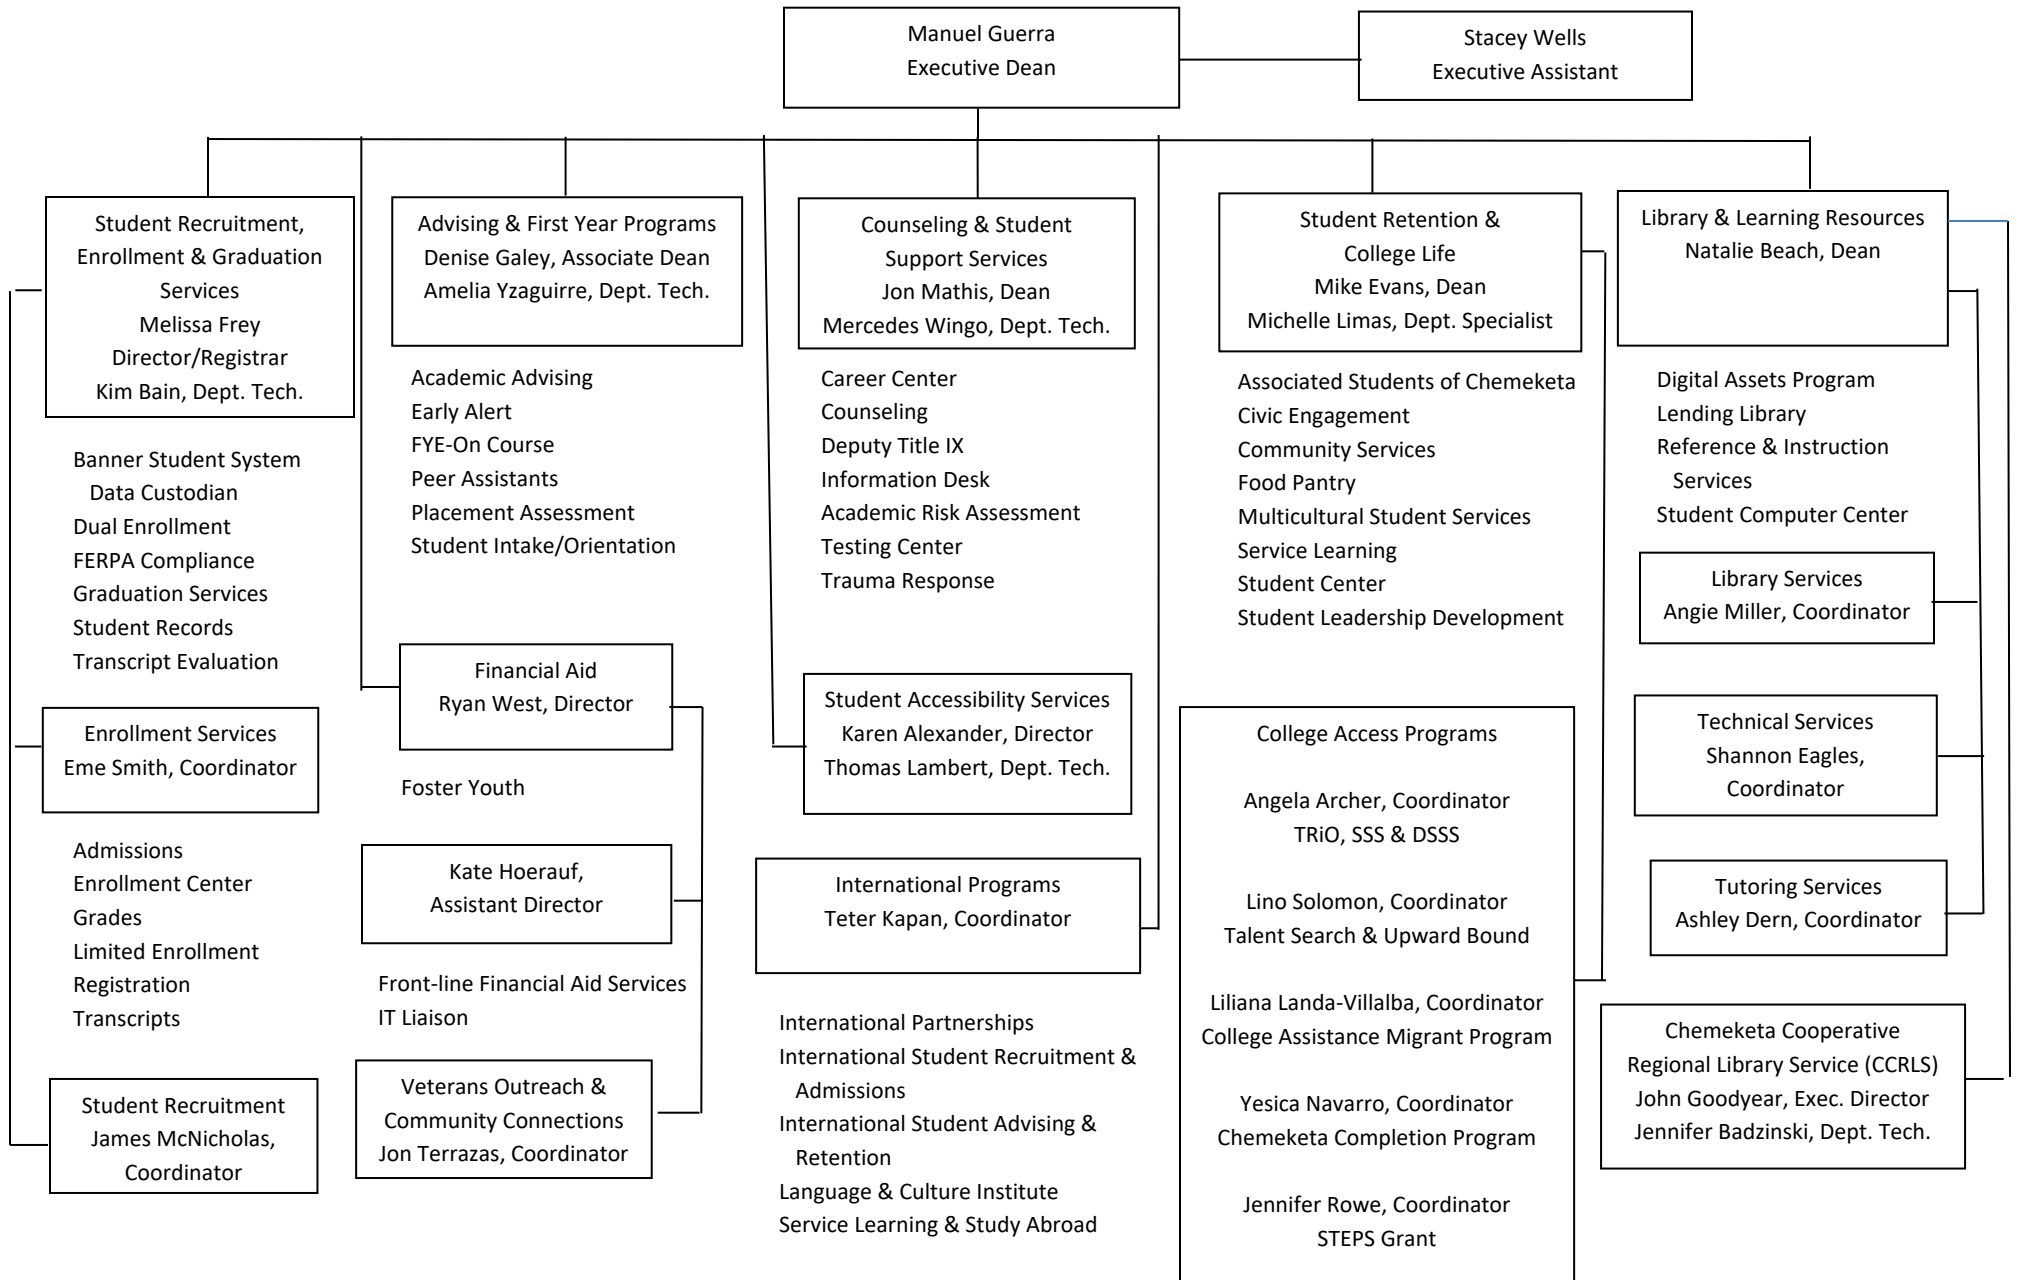 Manuel Guerra
Executive Dean
Stacey Wells
Executive Assistant
Student Recruitment,
Enrollment & Graduation
Services
Melissa Frey
Director/Registrar
Kim Bain, Dept. Tech.
Banner Student System
Data Custodian
Dual Enrollment
FERPA Compliance
Graduation Services
Student Records
Transcript Evaluation
Enrollment Services
Eme Smith, Coordinator
Admissions
Enrollment Center
Grades
Limited Enrollment
Registration
Transcripts
Student Recruitment
James McNicholas,
Coordinator
Advising & First Year Programs
Denise Galey, Associate Dean
Amelia Yzaguirre, Dept. Tech.
Academic Advising
Early Alert
FYE-On Course
Peer Assistants
Placement Assessment
Student Intake/Orientation
Financial Aid
Ryan West, Director
Foster Youth
Kate Hoerauf,
Assistant Director
Front-line Financial Aid Services
IT Liaison
Veterans Outreach &
Community Connections
Jon Terrazas, Coordinator
Counseling & Student
Support Services
Jon Mathis, Dean
Mercedes Wingo, Dept. Tech.
Career Center
Counseling
Deputy Title IX
Information Desk
Academic Risk Assessment
Testing Center
Trauma Response
Student Accessibility Services
Karen Alexander, Director
Thomas Lambert, Dept. Tech.
International Programs
Teter Kapan, Coordinator
International Partnerships
International Student Recruitment &
Admissions
International Student Advising &
Retention
Language & Culture Institute
Service Learning & Study Abroad
Student Retention &
College Life
Mike Evans, Dean
Michelle Limas, Dept. Specialist
Associated Students of Chemeketa
Civic Engagement
Community Services
Food Pantry
Multicultural Student Services
Service Learning
Student Center
Student Leadership Development
College Access Programs
Angela Archer, Coordinator
TRiO, SSS & DSSS
Lino Solomon, Coordinator
Talent Search & Upward Bound
Liliana Landa-Villalba, Coordinator
College Assistance Migrant Program
Yesica Navarro, Coordinator
Chemeketa Completion Program
Jennifer Rowe, Coordinator
STEPS Grant
Library & Learning Resources
Natalie Beach, Dean
Digital Assets Program
Lending Library
Reference & Instruction
Services
Student Computer Center
Library Services
Angie Miller, Coordinator
Technical Services
Shannon Eagles,
Coordinator
Tutoring Services
Ashley Dern, Coordinator
Chemeketa Cooperative
Regional Library Service (CCRLS)
John Goodyear, Exec. Director
Jennifer Badzinski, Dept. Tech.